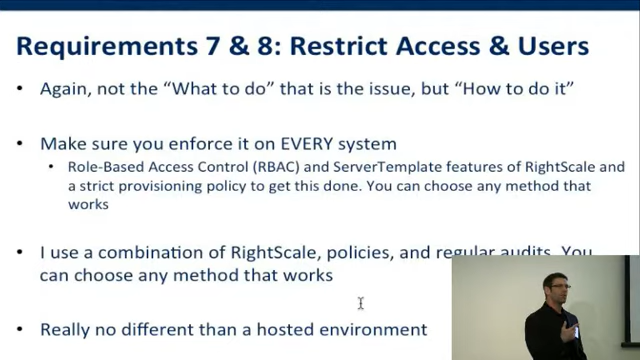 Requirements 7 & 8: Restrict Access & Users
• Again, not the “What to do” that is the issue, but “How to do it”
• Make sure you enforce it on EVERY system
• Role-Based Access Control (RBAC) and ServerTemplate features of RightScale and
a strict provisioning policy to get this done. You can choose any method that
works
• I use a combination of RightScale, policies, and regular audits. You
can choose any method that works
• Really no different than a hosted environment